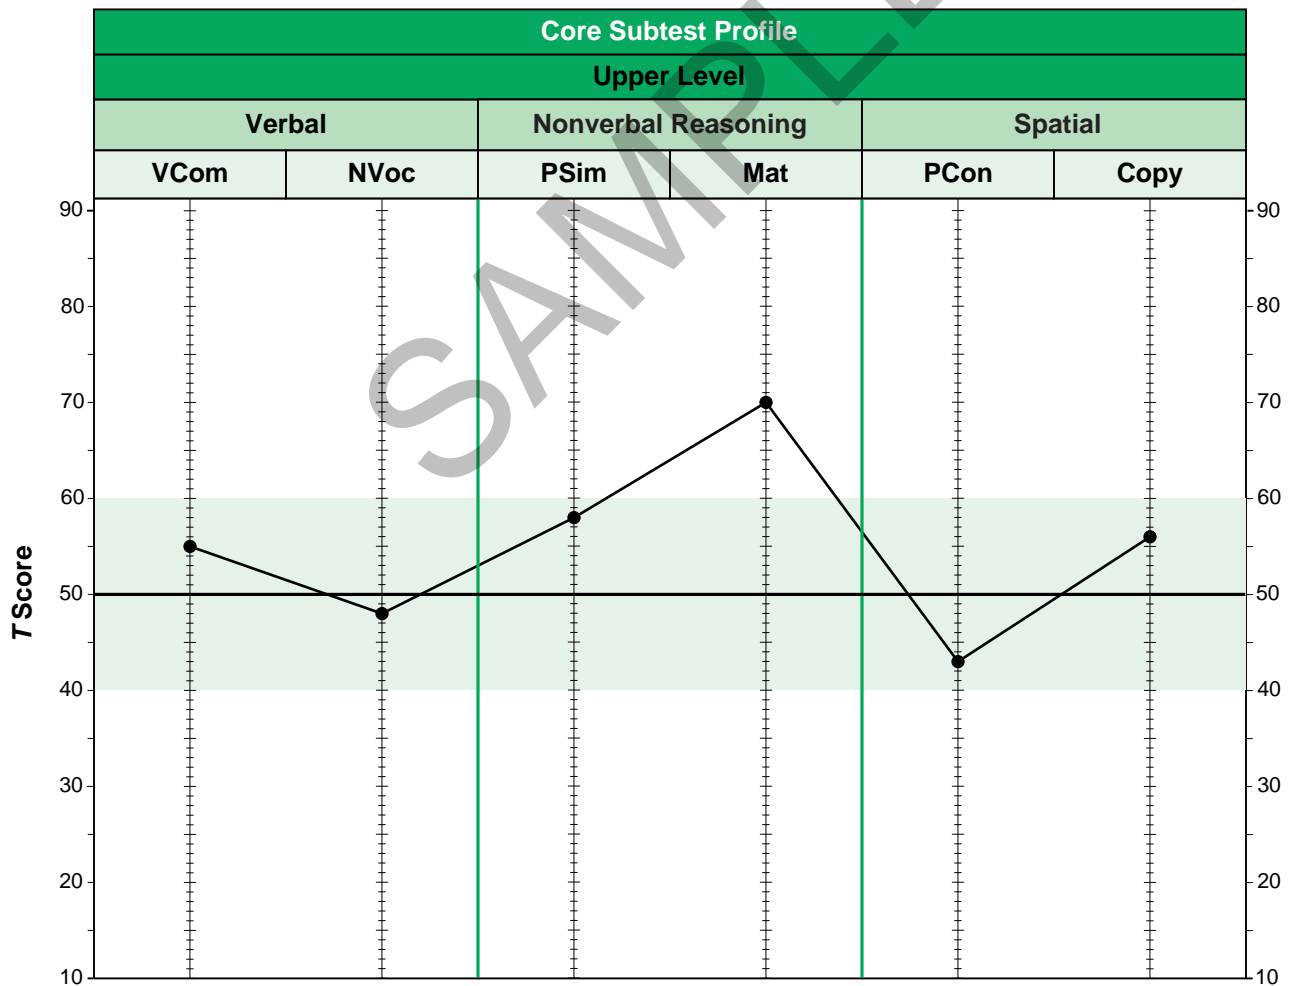 Core Subtest Profile
Upper Level
Verbal Nonverbal Reasoning Spatial
VCom NVoc PSim Mat PCon Copy
90 90
80 80
70 70
60 60
50 50
40 40
30 30
20 20
10 10
T Score
SAMPLE